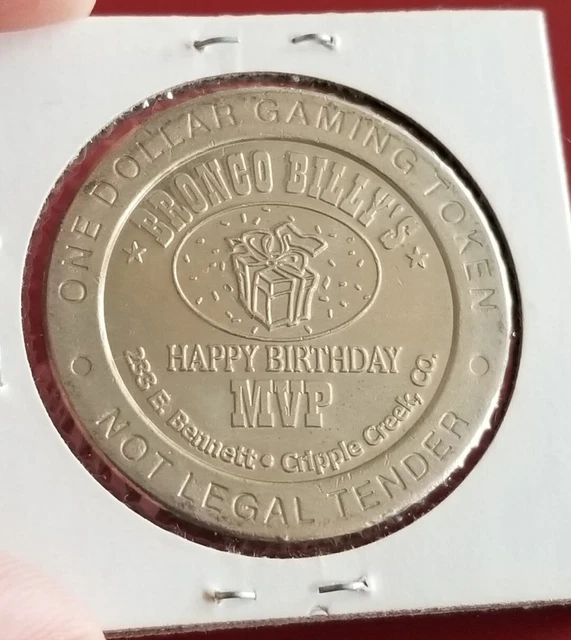 ONE DOLLAR GAMING TOKEN
BRONCO BILLY'S
HAPPY BIRTHDAY
MVP
233 E. Bennett • Cripple Creek, CO.
NOT LEGAL TENDER